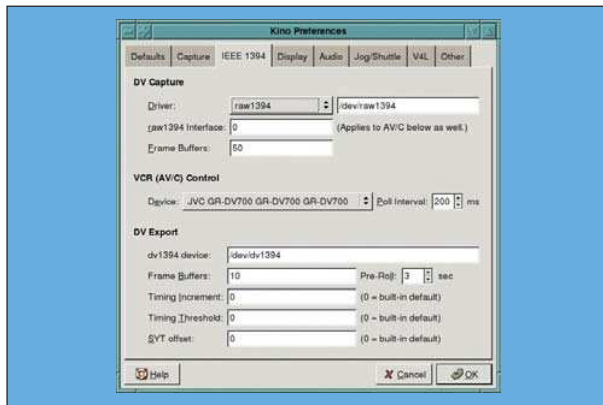 Kino Preferences
Defaults Capture IEEE 1394 Display Audio Jog/Shuttle V4L Other
DV Capture
Driver: raw1394 /dev/raw1394
raw1394 Interface: 0 (Applies to AV/C below as well.)
Frame Buffers: 50
VCR (AV/C) Control
Device: JVC GR-DV700 GR-DV700 GR-DV700 Poll Interval: 200 ms
DV Export
dv1394 device: /dev/dv1394
Frame Buffers: 10 Pre-Roll: 3 sec
Timing Increment: 0 (0 = built-in default)
Timing Threshold: 0 (0 = built-in default)
SYT offset: 0 (0 = built-in default)
Help Cancel OK